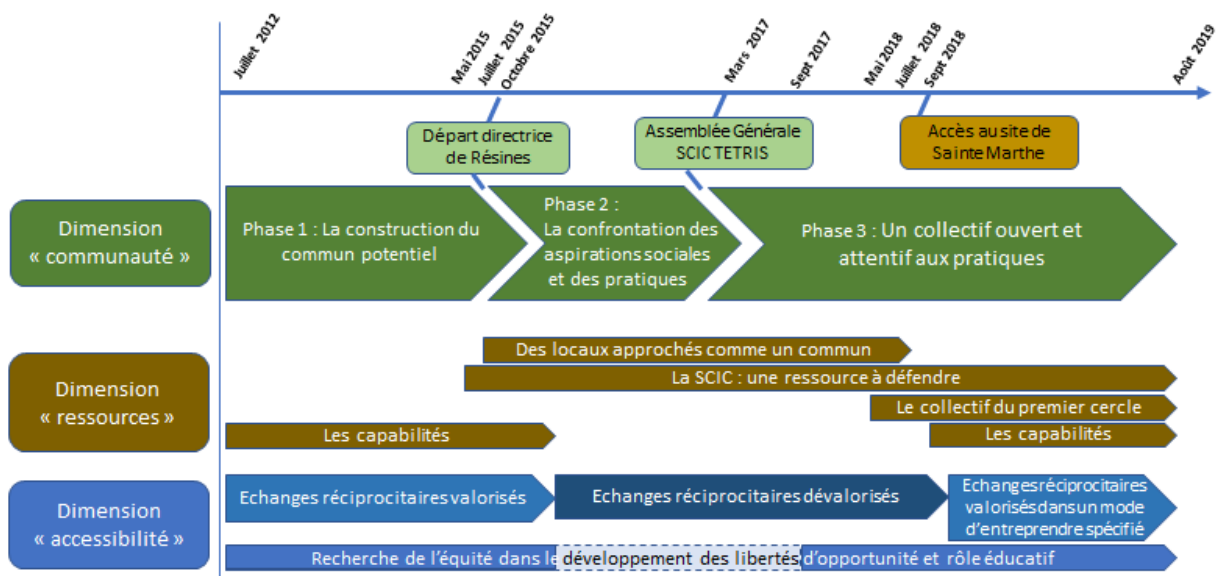 Juillet 2012
Mai 2015
Juillet 2015
Octobre 2015
Mars 2017
Sept 2017
Mai 2018
Juillet 2018
Sept 2018
Août 2019
Départ directrice
de Résines
Assemblée Générale
SCIC TETRIS
Accès au site de
Sainte Marthe
Dimension
« communauté »
Phase 1 : La construction du
commun potentiel
Phase 2 :
La confrontation des
aspirations sociales
et des pratiques
Phase 3 : Un collectif ouvert et
attentif aux pratiques
Dimension
« ressources »
Des locaux approchés comme un commun
La SCIC : une ressource à défendre
Le collectif du premier cercle
Les capabilités
Les capabilités
Dimension
« accessibilité »
Echanges réciprocitaires valorisés
Echanges réciprocitaires dévalorisés
Echanges réciprocitaires
valorisés dans un mode
d'entreprendre spécifié
Recherche de l'équité dans le développement des libertés d'opportunité et rôle éducatif